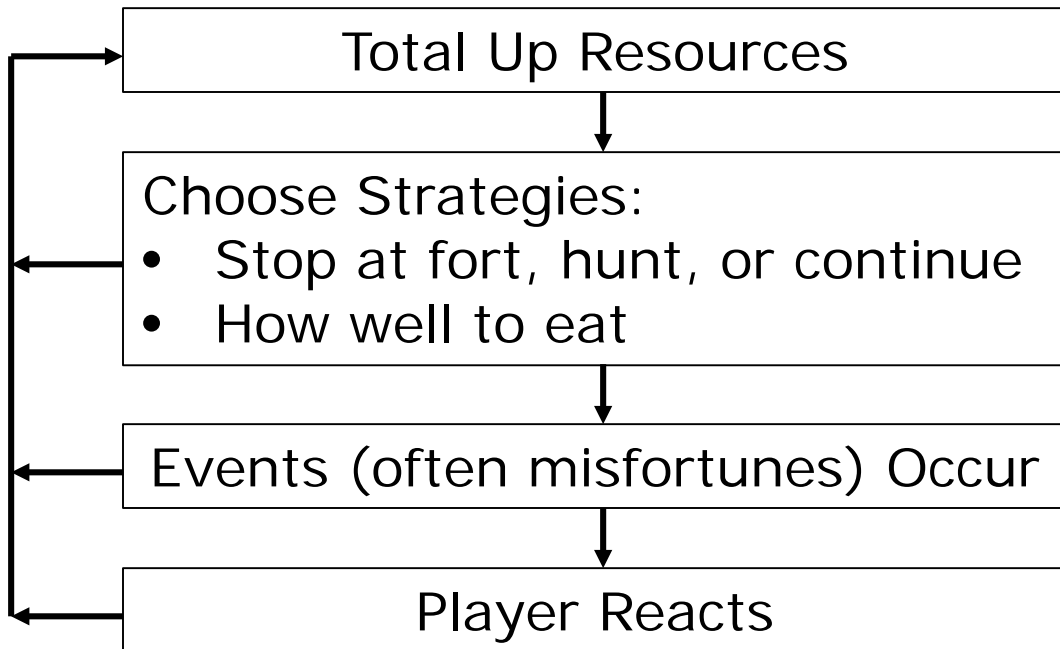 Total Up Resources
Choose Strategies:
• Stop at fort, hunt, or continue
• How well to eat
Events (often misfortunes) Occur
Player Reacts